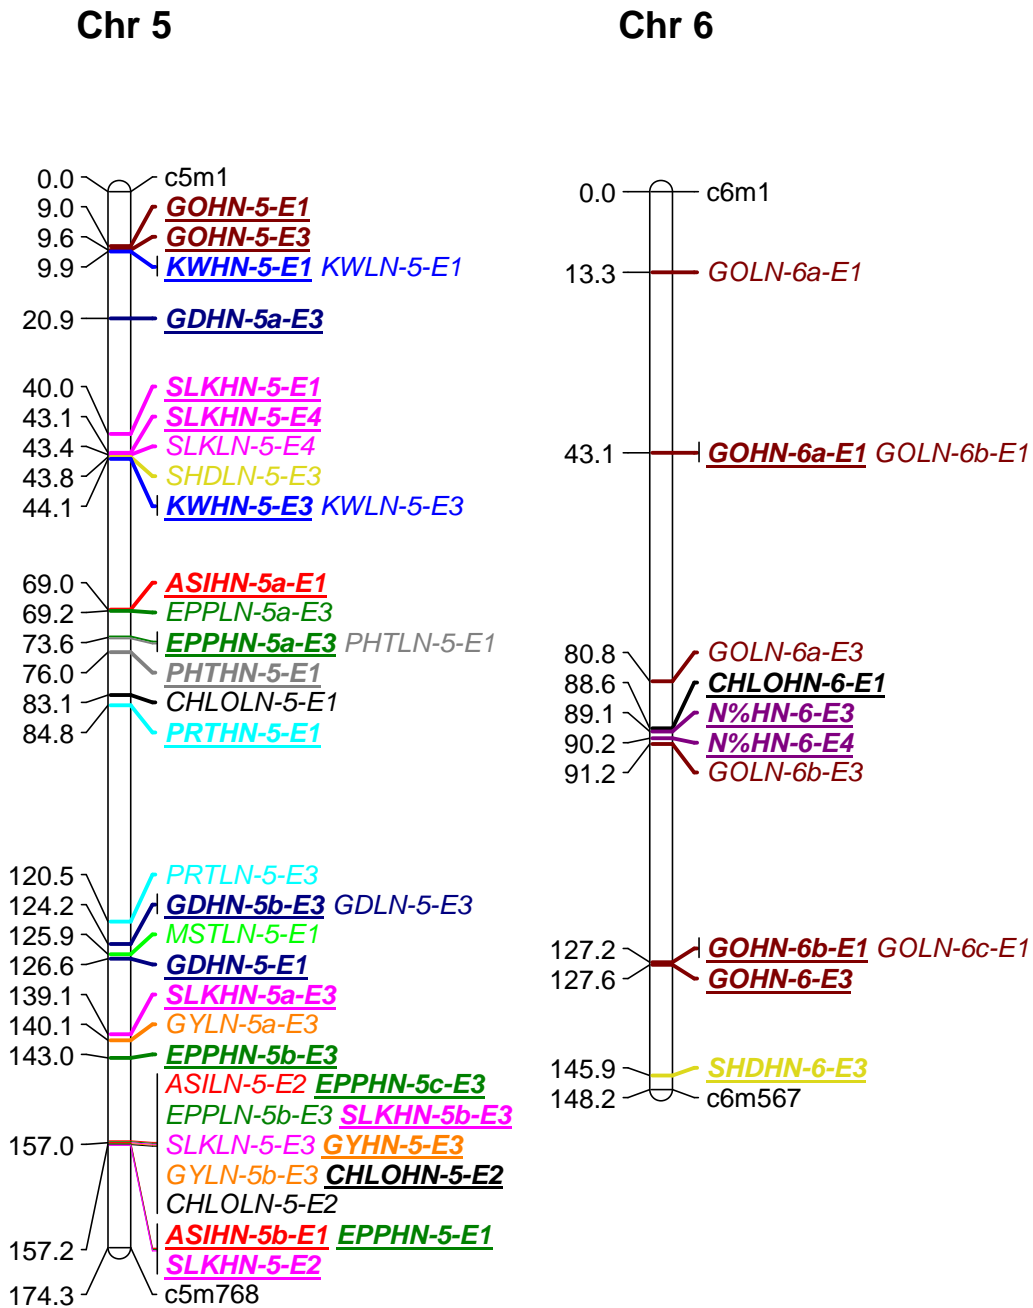 Chr 5
0.0 c5m1
9.0 GOHN-5-E1
9.6 GOHN-5-E3
9.9 KWHN-5-E1 KWLN-5-E1
20.9 GDHN-5a-E3
40.0 SLKHN-5-E1
43.1 SLKHN-5-E4
43.4 SLKLN-5-E4
43.8 SHDLN-5-E3
44.1 KWHN-5-E3 KWLN-5-E3
69.0 ASIHN-5a-E1
69.2 EPPLN-5a-E3
73.6 EPPHN-5a-E3 PHTLN-5-E1
76.0 PHTHN-5-E1
83.1 CHLOLN-5-E1
84.8 PRTHN-5-E1
120.5 PRTLN-5-E3
124.2 GDHN-5b-E3 GDLN-5-E3
125.9 MSTLN-5-E1
126.6 GDHN-5-E1
139.1 SLKHN-5a-E3
140.1 GYLN-5a-E3
143.0 EPPHN-5b-E3
ASILN-5-E2 EPPHN-5c-E3
EPPLN-5b-E3 SLKHN-5b-E3
157.0 SLKLN-5-E3 GYHN-5-E3
GYLN-5b-E3 CHLOHN-5-E2
CHLOLN-5-E2
ASIHN-5b-E1 EPPHN-5-E1
157.2 SLKHN-5-E2
174.3 c5m768
Chr 6
0.0 c6m1
13.3 GOLN-6a-E1
43.1 GOHN-6a-E1 GOLN-6b-E1
80.8 GOLN-6a-E3
88.6 CHLOHN-6-E1
89.1 N%HN-6-E3
90.2 N%HN-6-E4
91.2 GOLN-6b-E3
127.2 GOHN-6b-E1 GOLN-6c-E1
127.6 GOHN-6-E3
145.9 SHDHN-6-E3
148.2 c6m567